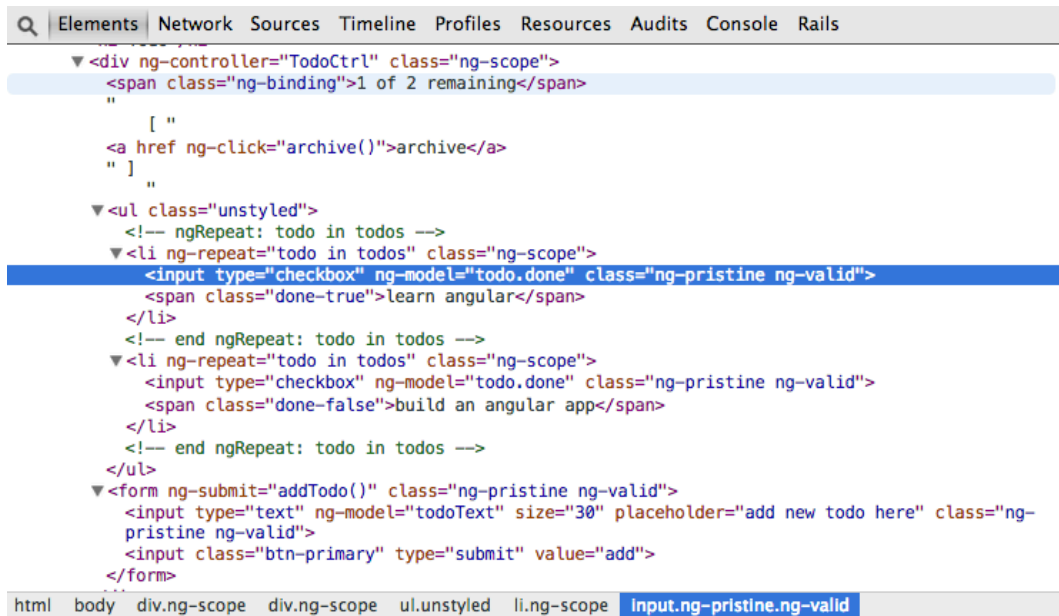 Elements Network Sources Timeline Profiles Resources Audits Console Rails
<div ng-controller="TodoCtrl" class="ng-scope">
<span class="ng-binding">1 of 2 remaining</span>
"
[ "
<a href ng-click="archive()">archive</a>
" ]
"
<ul class="unstyled">
<!-- ngRepeat: todo in todos -->
<li ng-repeat="todo in todos" class="ng-scope">
<input type="checkbox" ng-model="todo.done" class="ng-pristine ng-valid">
<span class="done-true">learn angular</span>
</li>
<!-- end ngRepeat: todo in todos -->
<li ng-repeat="todo in todos" class="ng-scope">
<input type="checkbox" ng-model="todo.done" class="ng-pristine ng-valid">
<span class="done-false">build an angular app</span>
</li>
<!-- end ngRepeat: todo in todos -->
</ul>
<form ng-submit="addTodo()" class="ng-pristine ng-valid">
<input type="text" ng-model="todoText" size="30" placeholder="add new todo here" class="ng-
pristine ng-valid">
<input class="btn-primary" type="submit" value="add">
</form>
html body div.ng-scope div.ng-scope ul.unstyled li.ng-scope input.ng-pristine.ng-valid